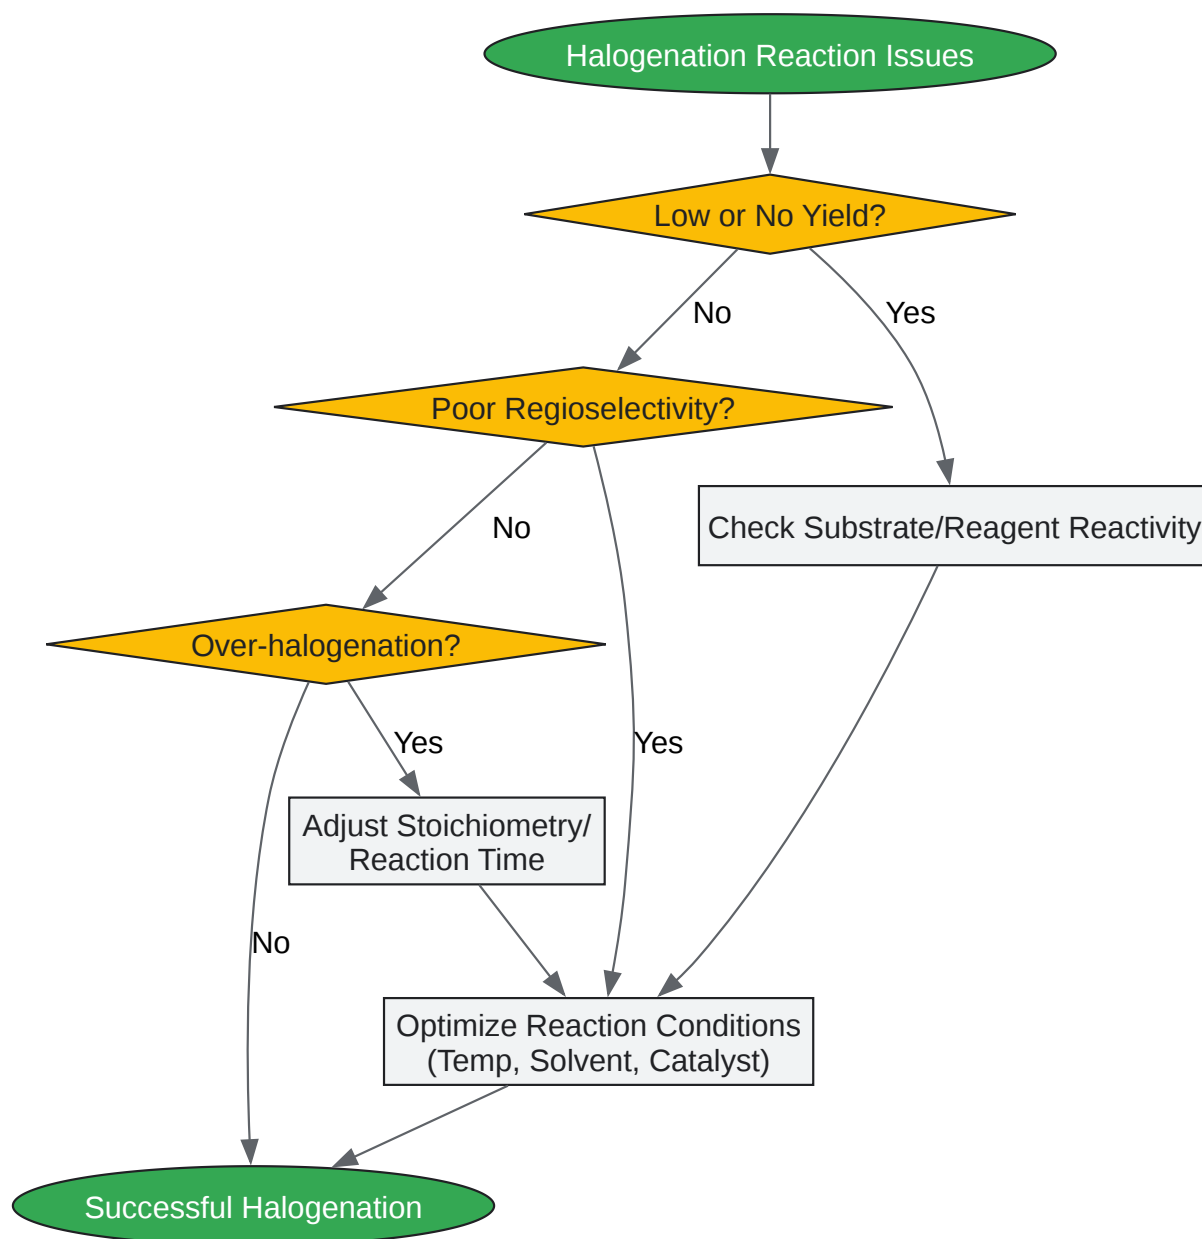 Halogenation Reaction Issues
Low or No Yield?
No
Yes
Poor Regioselectivity?
No
Check Substrate/Reagent Reactivity
Over-halogenation?
Yes
Yes
Adjust Stoichiometry/
Reaction Time
No
Optimize Reaction Conditions
(Temp, Solvent, Catalyst)
Successful Halogenation